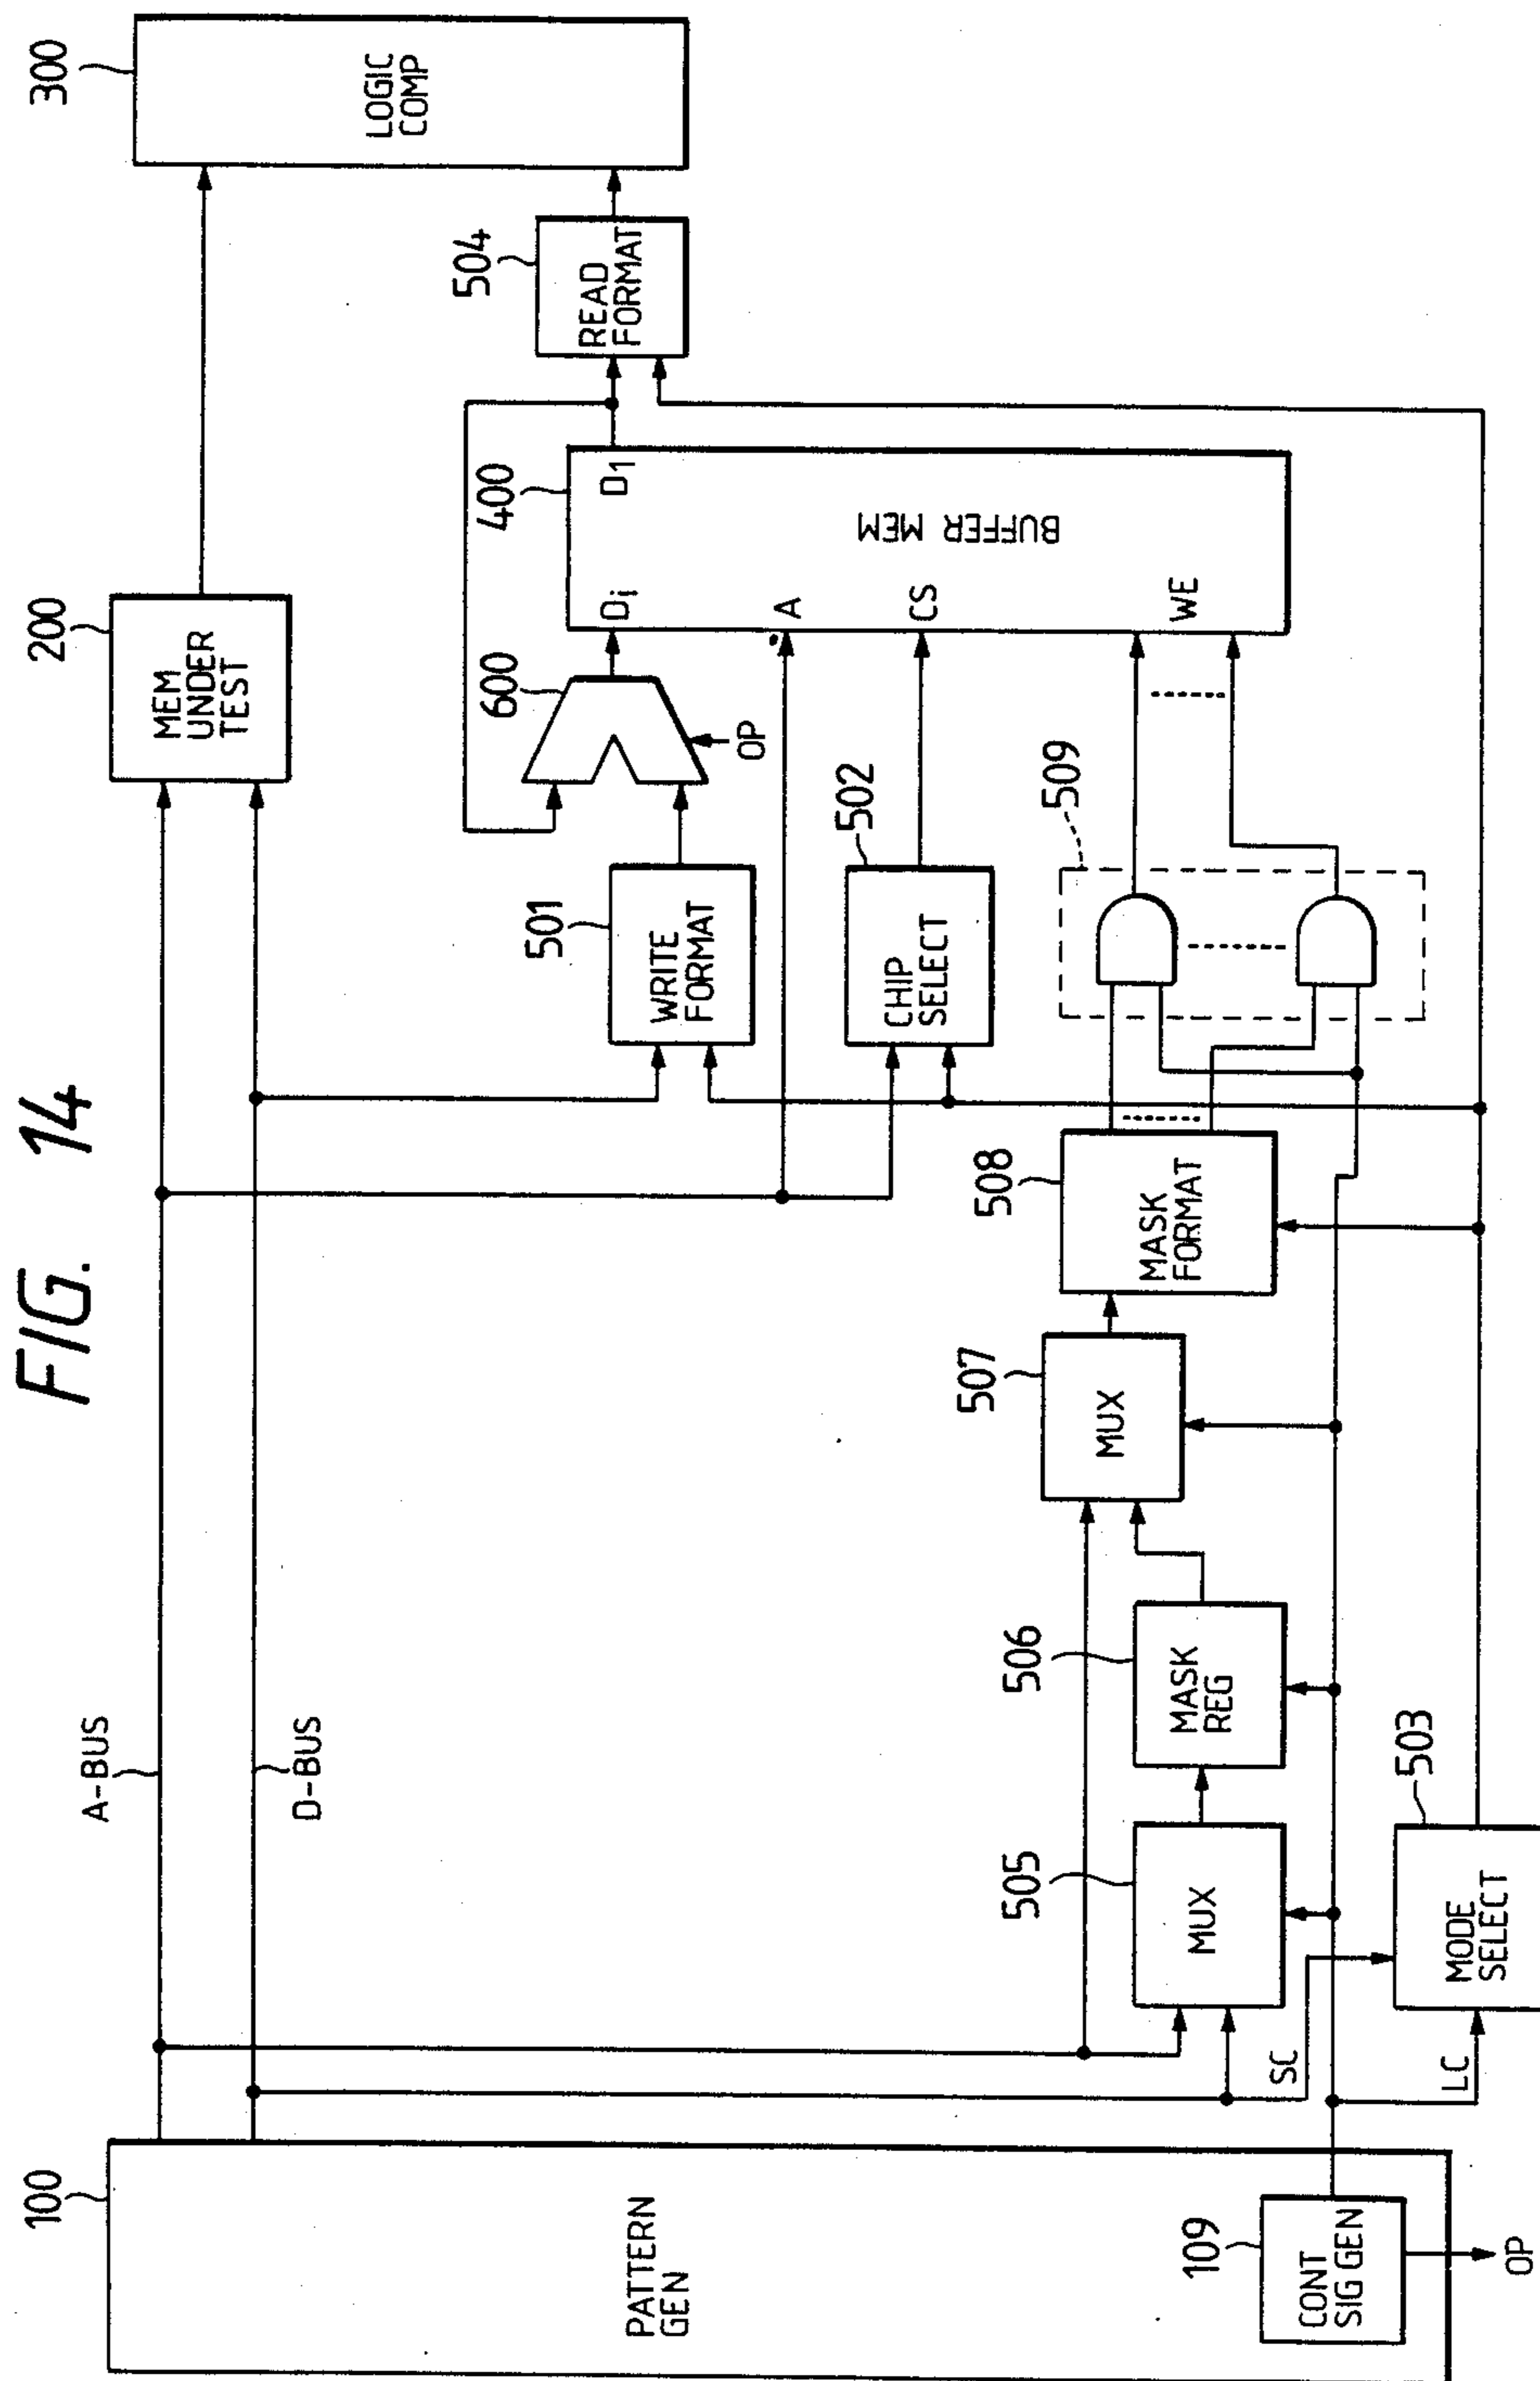 FIG. 14
100
PATTERN
GEN
109
CONT
SIG GEN
OP
A-BUS
D-BUS
SC
LC
505
MUX
506
MASK
REG
503
MODE
SELECT
507
MUX
508
MASK
FORMAT
501
WRITE
FORMAT
502
CHIP
SELECT
509
200
MEM
UNDER
TEST
600
OP
400
Di
D1
A
CS
WE
BUFFER MEM
504
READ
FORMAT
300
LOGIC
COMP